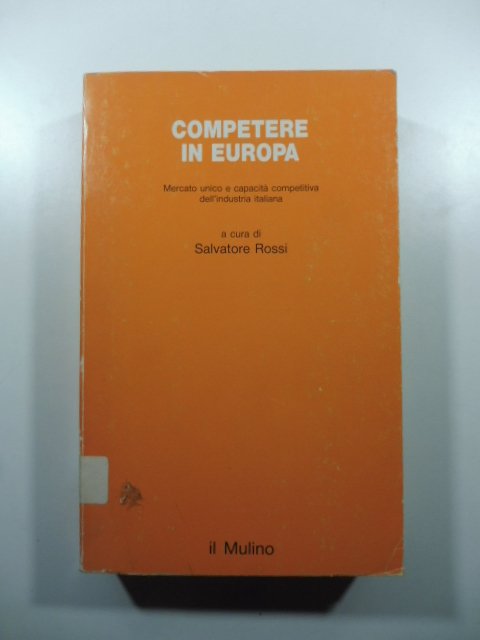 COMPETERE
IN EUROPA
Mercato unico e capacità competitiva
dell'industria italiana
a cura di
Salvatore Rossi
il Mulino